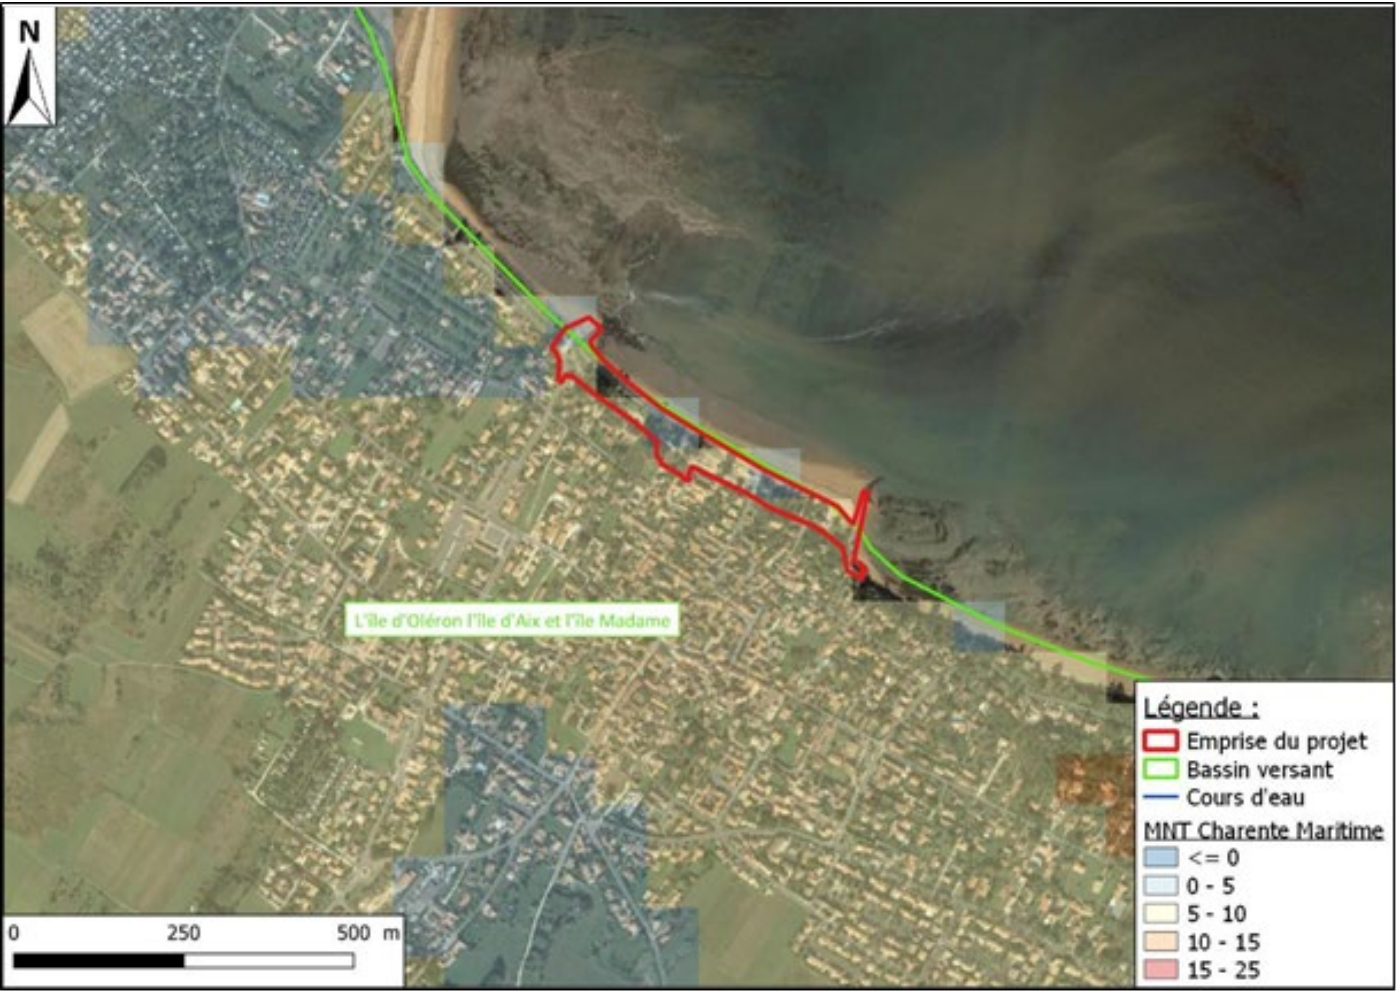 N
L'île d'Oléron l'île d'Aix et l'île Madame
Légende :
Emprise du projet
Bassin versant
Cours d'eau
MNT Charente Maritime
<= 0
0 - 5
5 - 10
10 - 15
15 - 25
0 250 500 m